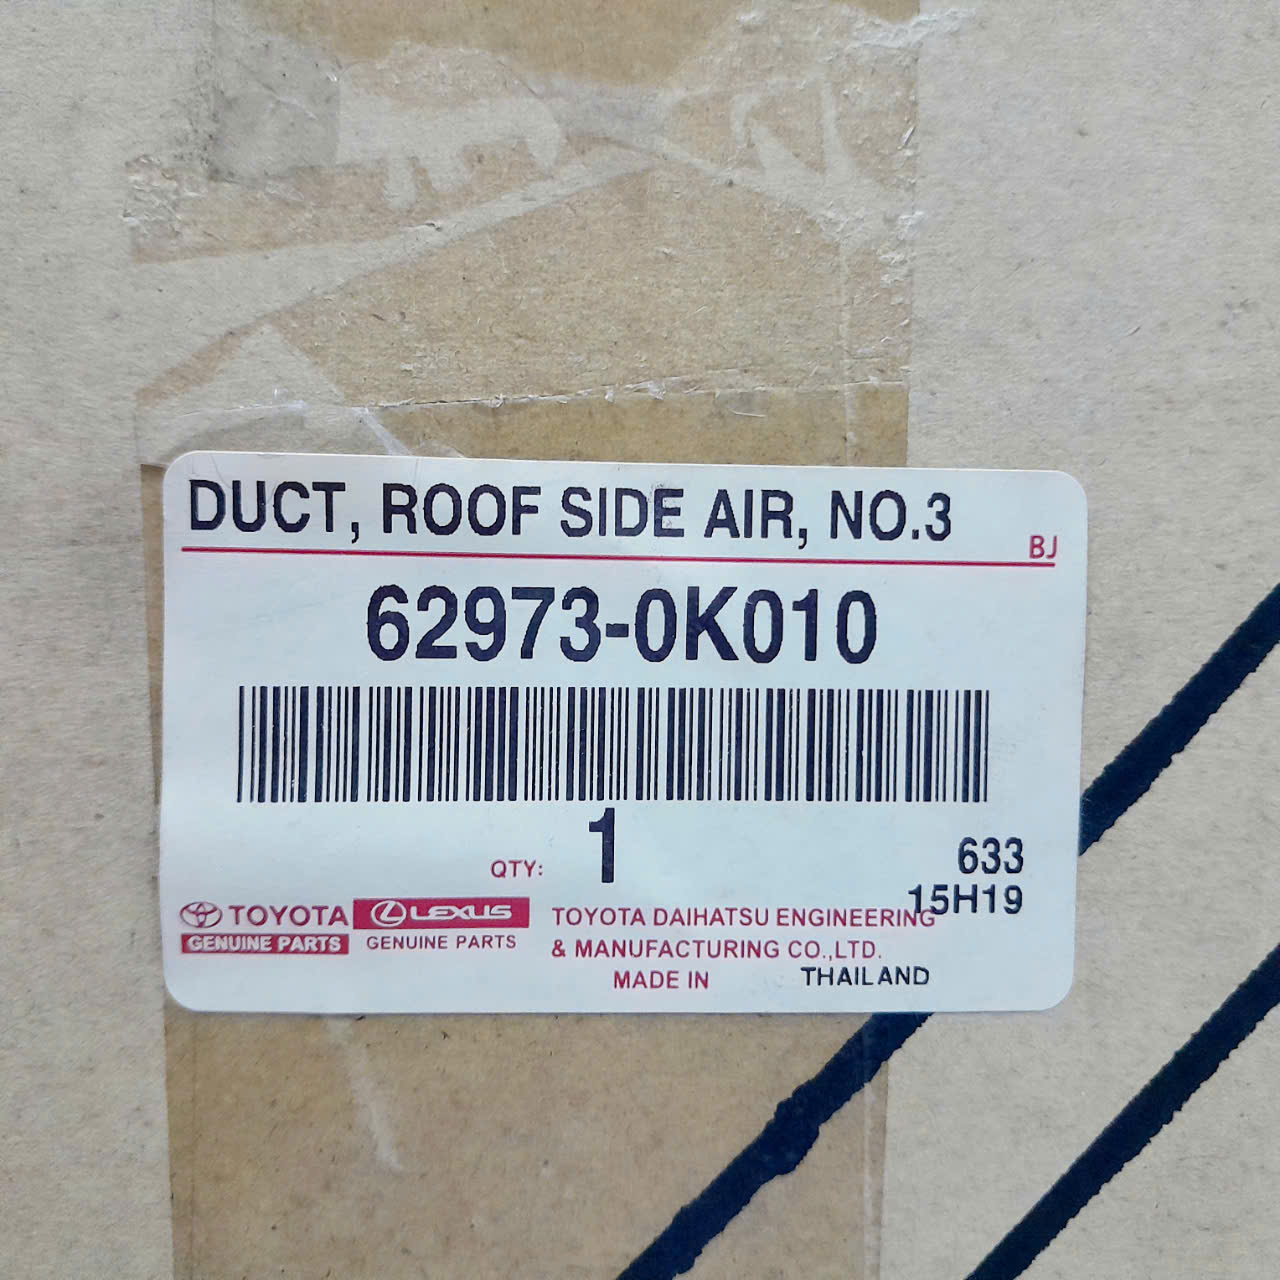 DUCT, ROOF SIDE AIR, NO.3
BJ
62973-0K010
QTY: 1
633
15H19
TOYOTA
GENUINE PARTS
LEXUS
GENUINE PARTS
TOYOTA DAIHATSU ENGINEERING
& MANUFACTURING CO.,LTD.
MADE IN THAILAND